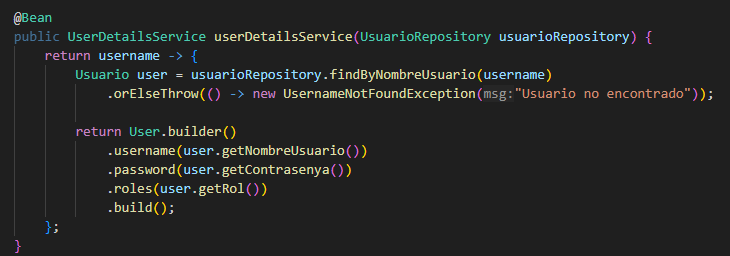 @Bean
public UserDetailsService userDetailsService(UsuarioRepository usuarioRepository) {
    return username -> {
        Usuario user = usuarioRepository.findByNombreUsuario(username)
            .orElseThrow(() -> new UsernameNotFoundException(msg:"Usuario no encontrado"));

        return User.builder()
            .username(user.getNombreUsuario())
            .password(user.getContrasenya())
            .roles(user.getRol())
            .build();
    };
}